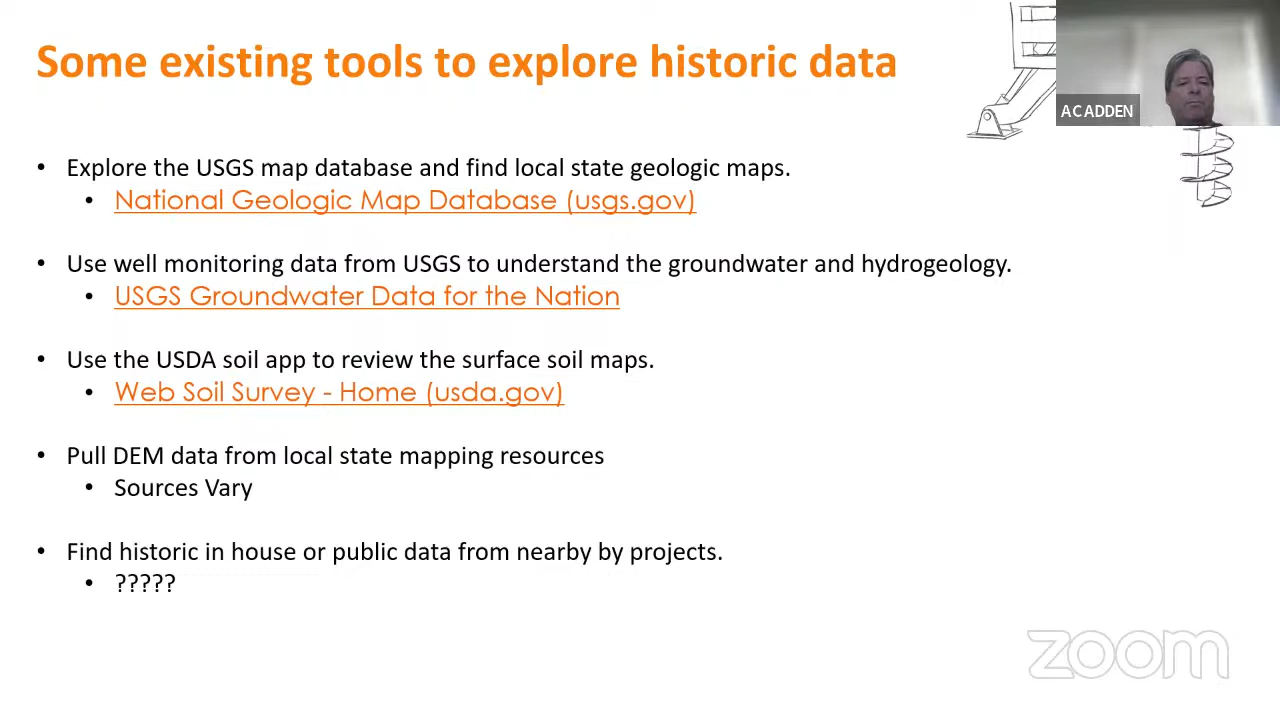 Some existing tools to explore historic data
AC ADDEN
• Explore the USGS map database and find local state geologic maps.
• National Geologic Map Database (usgs.gov)
• Use well monitoring data from USGS to understand the groundwater and hydrogeology.
• USGS Groundwater Data for the Nation
• Use the USDA soil app to review the surface soil maps.
• Web Soil Survey - Home (usda.gov)
• Pull DEM data from local state mapping resources
• Sources Vary
• Find historic in house or public data from nearby by projects.
• ?????
zoom